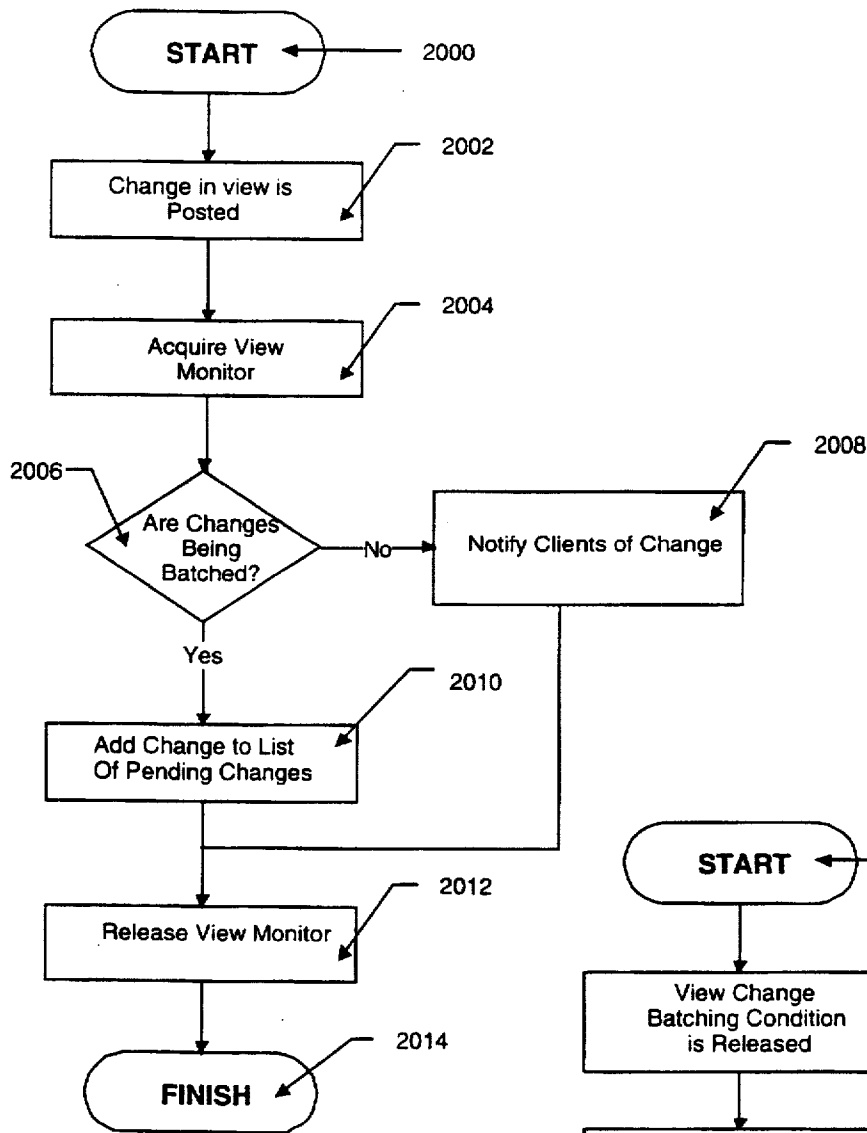 START
2000
2002
Change in view is
Posted
2004
Acquire View
Monitor
2006
Are Changes
Being
Batched?
No
2008
Notify Clients of Change
Yes
2010
Add Change to List
Of Pending Changes
2012
Release View Monitor
2014
FINISH
START
View Change
Batching Condition
is Released